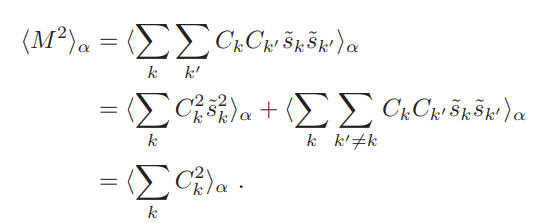 ⟨M²⟩_α = ⟨∑_k ∑_{k′} C_k C_{k′} s̃_k s̃_{k′}⟩_α
= ⟨∑_k C_k² s̃_k²⟩_α + ⟨∑_k ∑_{k′≠k} C_k C_{k′} s̃_k s̃_{k′}⟩_α
= ⟨∑_k C_k²⟩_α .